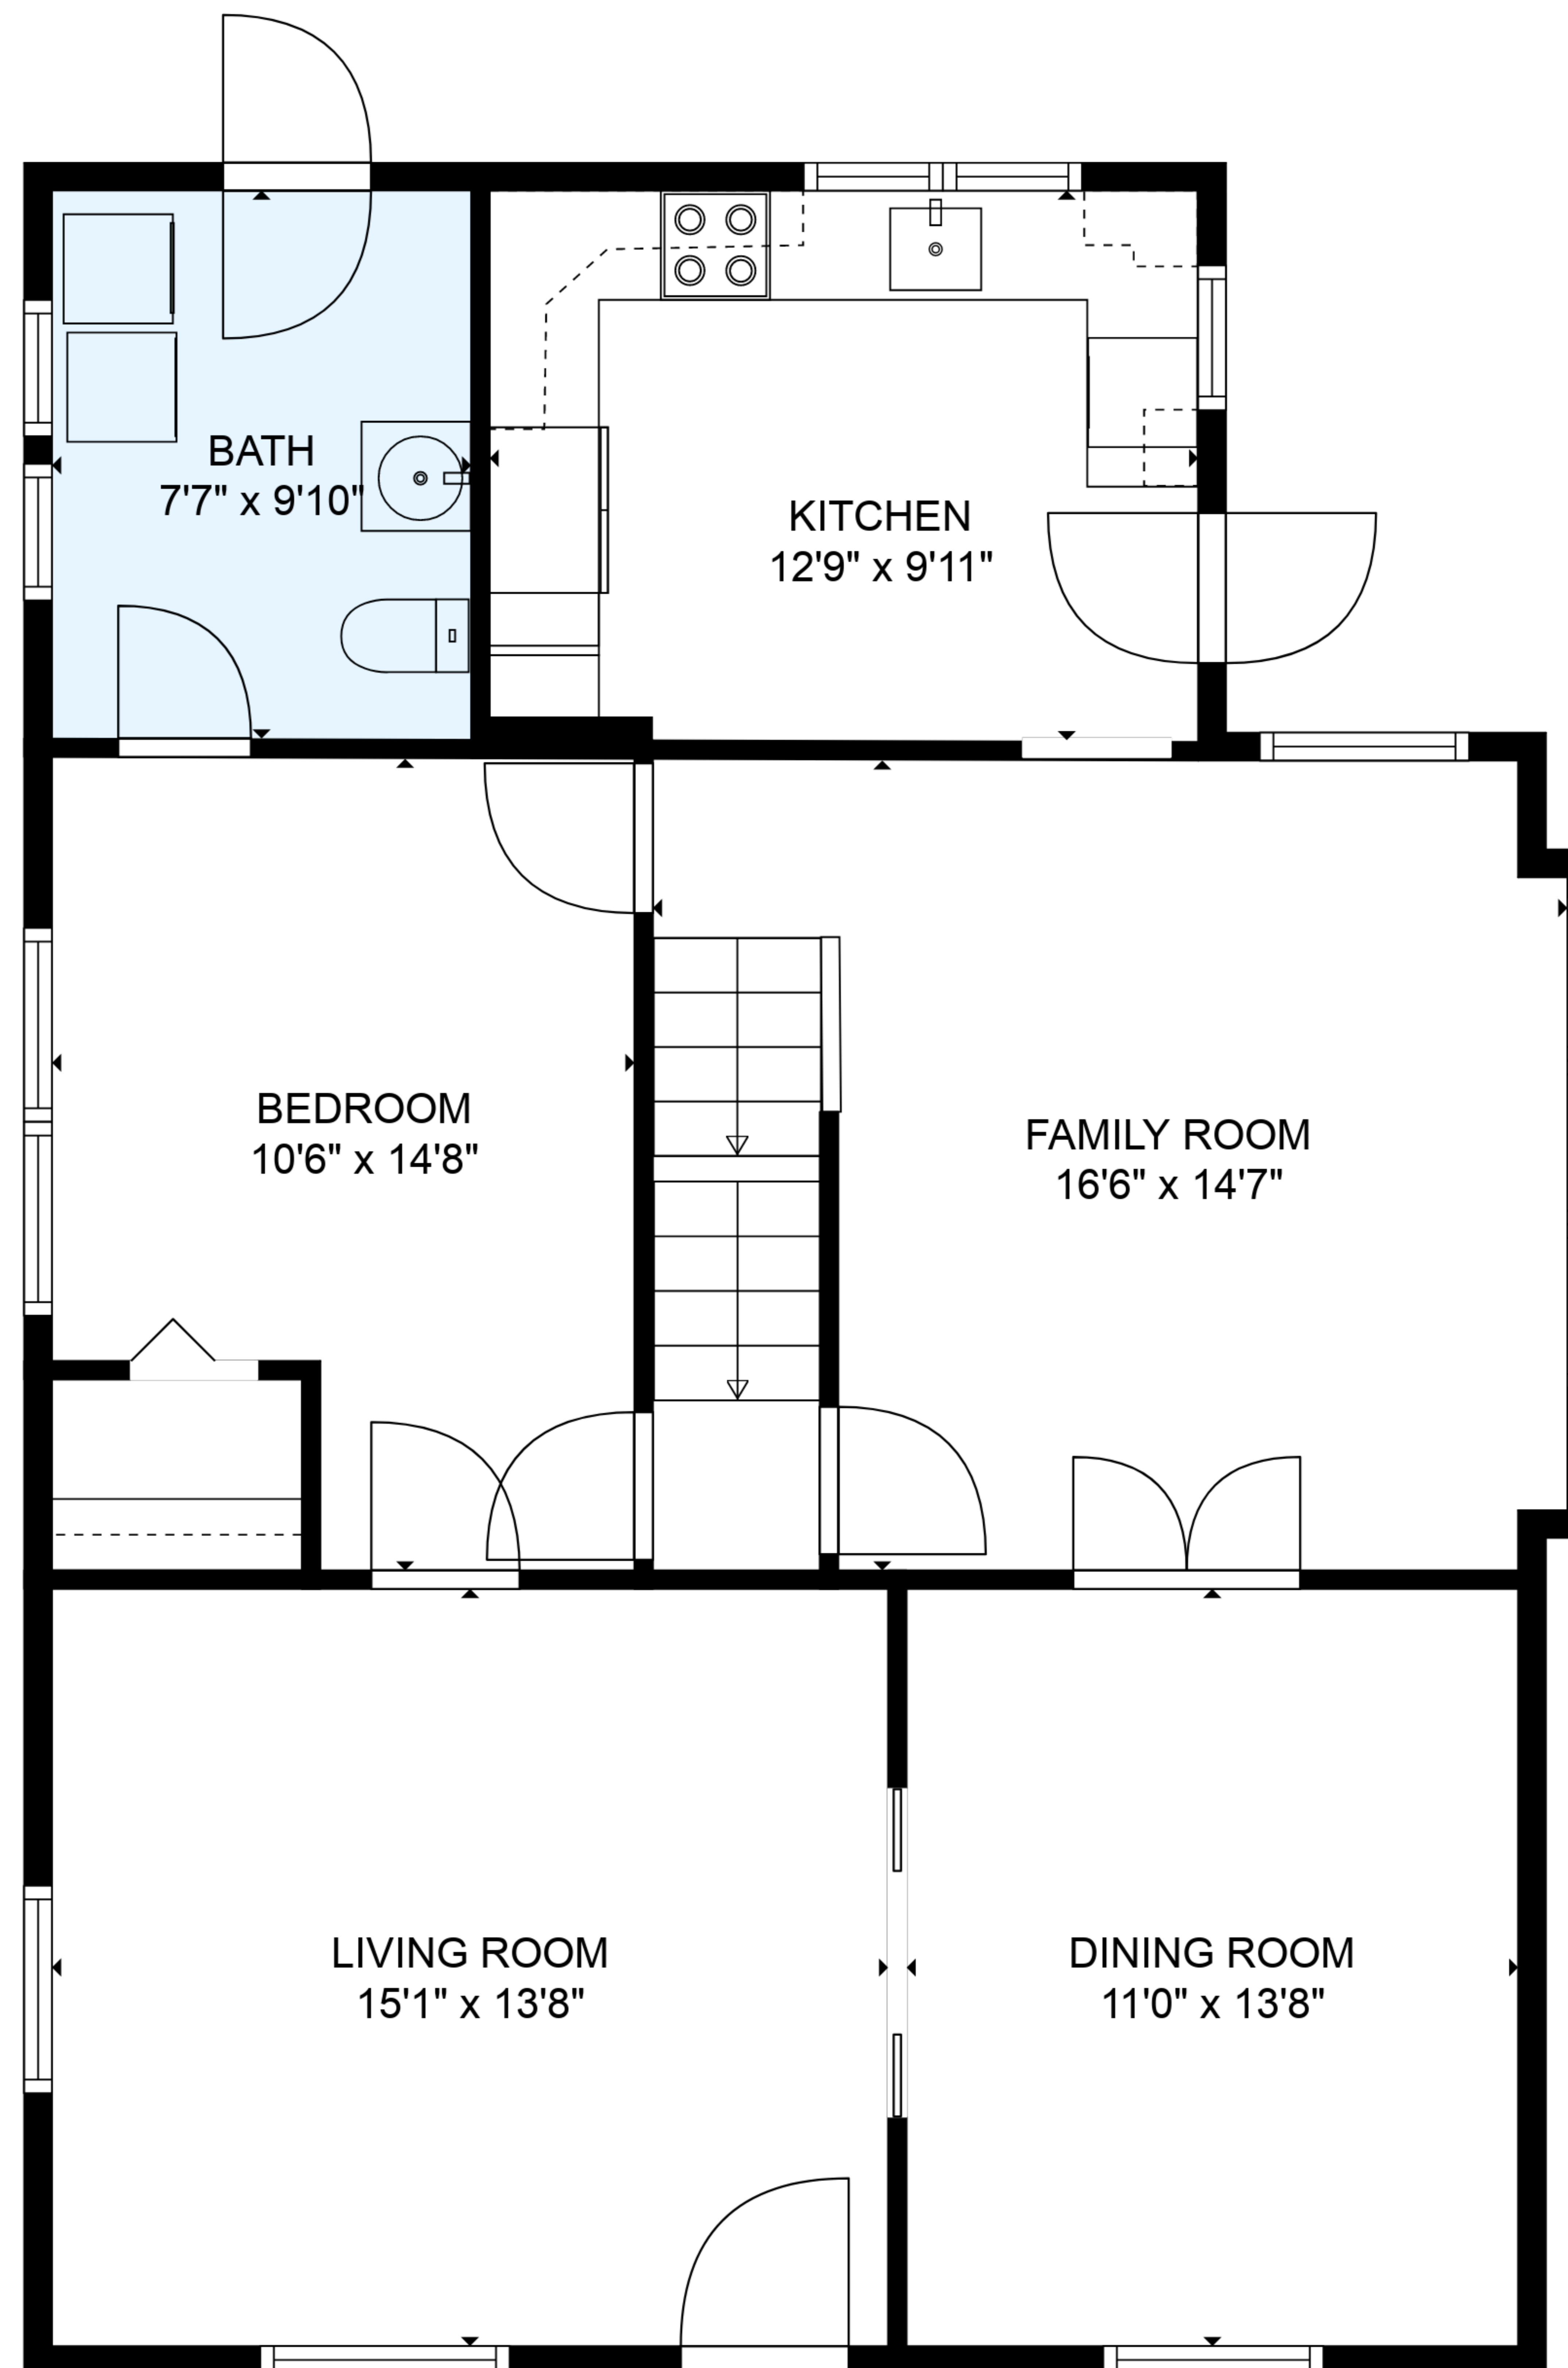 BATH
7'7" x 9'10"
KITCHEN
12'9" x 9'11"
BEDROOM
10'6" x 14'8"
FAMILY ROOM
16'6" x 14'7"
LIVING ROOM
15'1" x 13'8"
DINING ROOM
11'0" x 13'8"